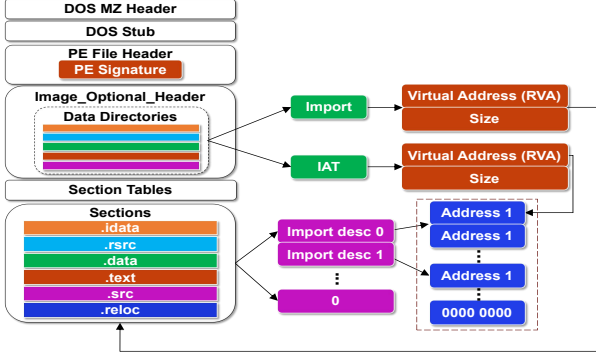 DOS MZ Header
DOS Stub
PE File Header
PE Signature
Image_Optional_Header
Data Directories
Import
Virtual Address (RVA)
Size
IAT
Virtual Address (RVA)
Size
Section Tables
Sections
.idata
.rsrc
.data
.text
.src
.reloc
Import desc 0
Import desc 1
0
Address 1
Address 1
Address 1
0000 0000